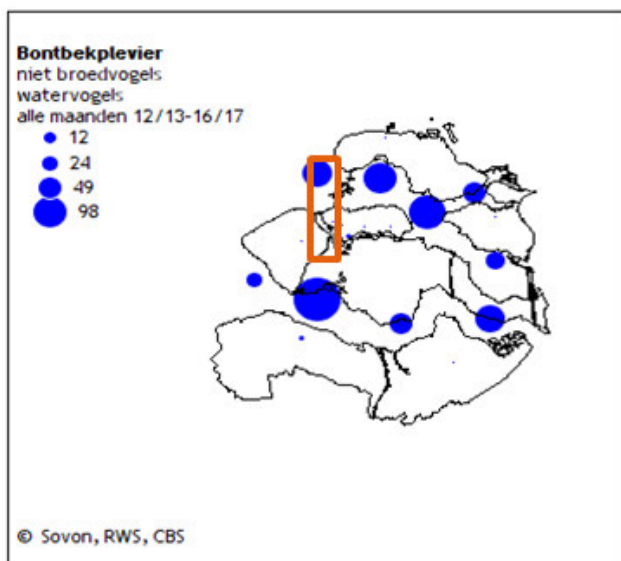 Bontbekplevier
niet broedvogels
watervogels
alle maanden 12/13-16/17
12
24
49
98
© Sovon, RWS, CBS